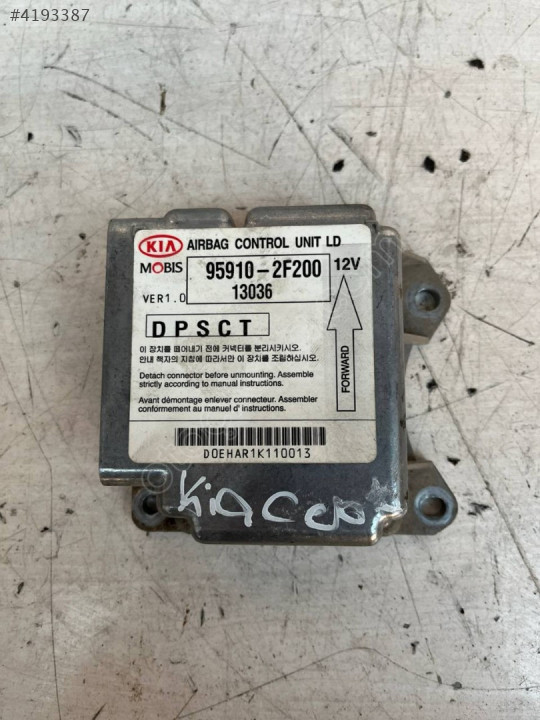 #4193387
KIA AIRBAG CONTROL UNIT LD
MOBIS 95910-2F200 12V
VER1.0 13036
DPSCT
이 장치를 떼어내기 전에 커넥터를 분리시키시오.
안내 책자의 지침에 따라서만 이 장치를 조립하십시오.
Detach connector before unmounting. Assemble
strictly according to manual instructions.
Avant démontage enlever connecteur. Assembler
conformement au manuel d' instructions.
FORWARD
D0EHAR1K110013
Kia